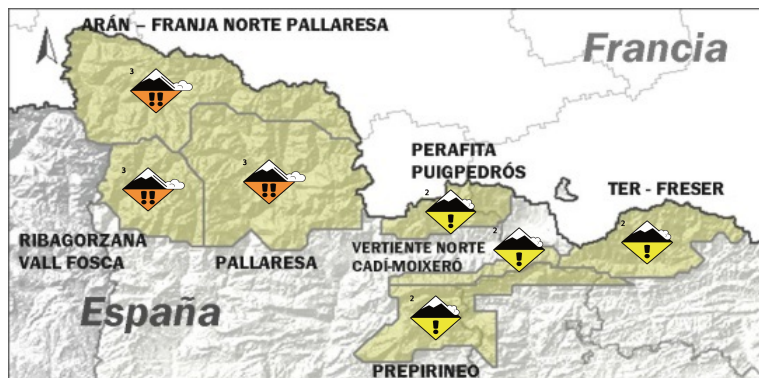 ARÁN – FRANJA NORTE PALLARESA
Francia
3
!!
3
!!
3
!!
PERAFITA
PUIGPEDRÓS
2
!
TER - FRESER
2
!
RIBAGORZANA
VALL FOSCA
PALLARESA
VERTIENTE NORTE
CADÍ-MOIXERÓ
2
!
España
2
!
PREPIRINEO